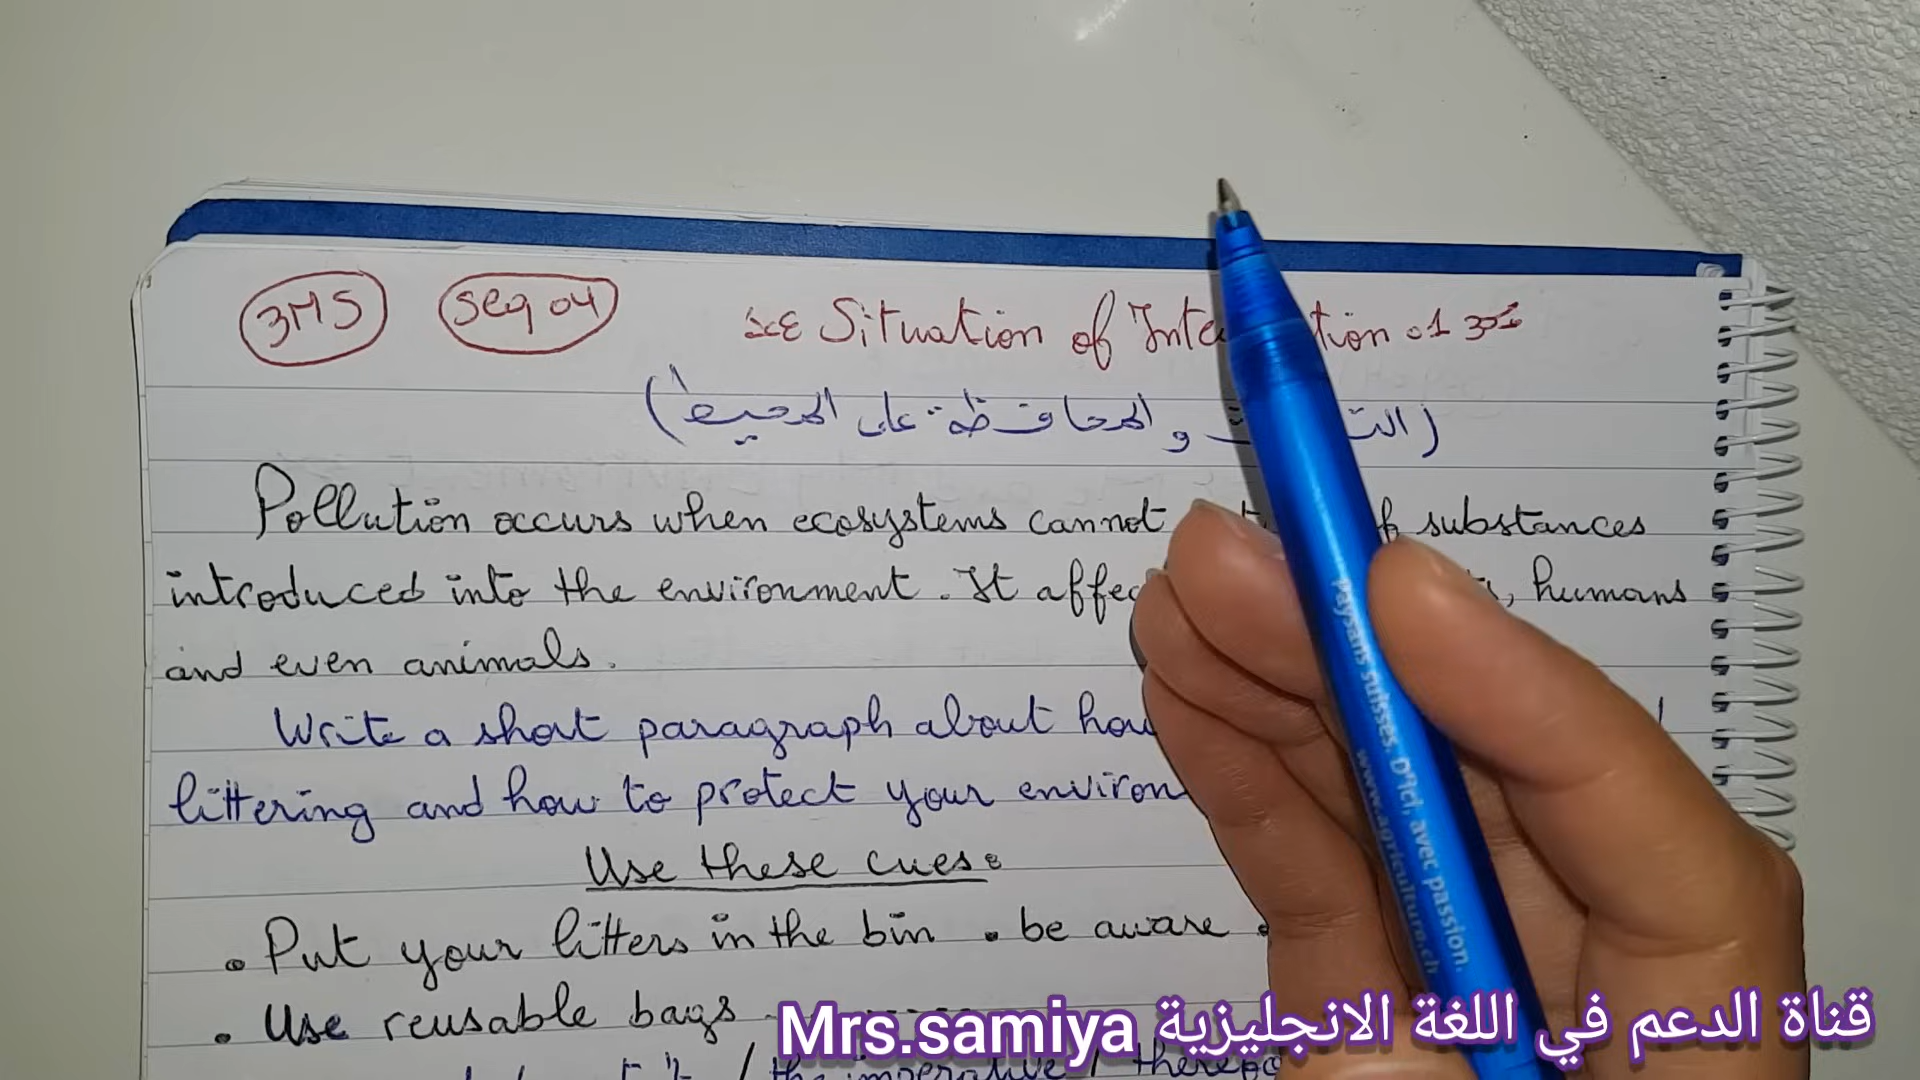 3MS Seq 04 Situation of Inte tion 01
(الت و المحافظة على المحيط)
Pollution occurs when ecosystems cannot substances
introduced into the environment. It affec humans
and even animals.
Write a short paragraph about how
littering and how to protect your environ
Use these cues:
• Put your litters in the bin • be aware
• Use reusable bags
Paysans suisses. D'ici, avec passion.
www.agriculture.ch
Mrs.samiya قناة الدعم في اللغة الانجليزية